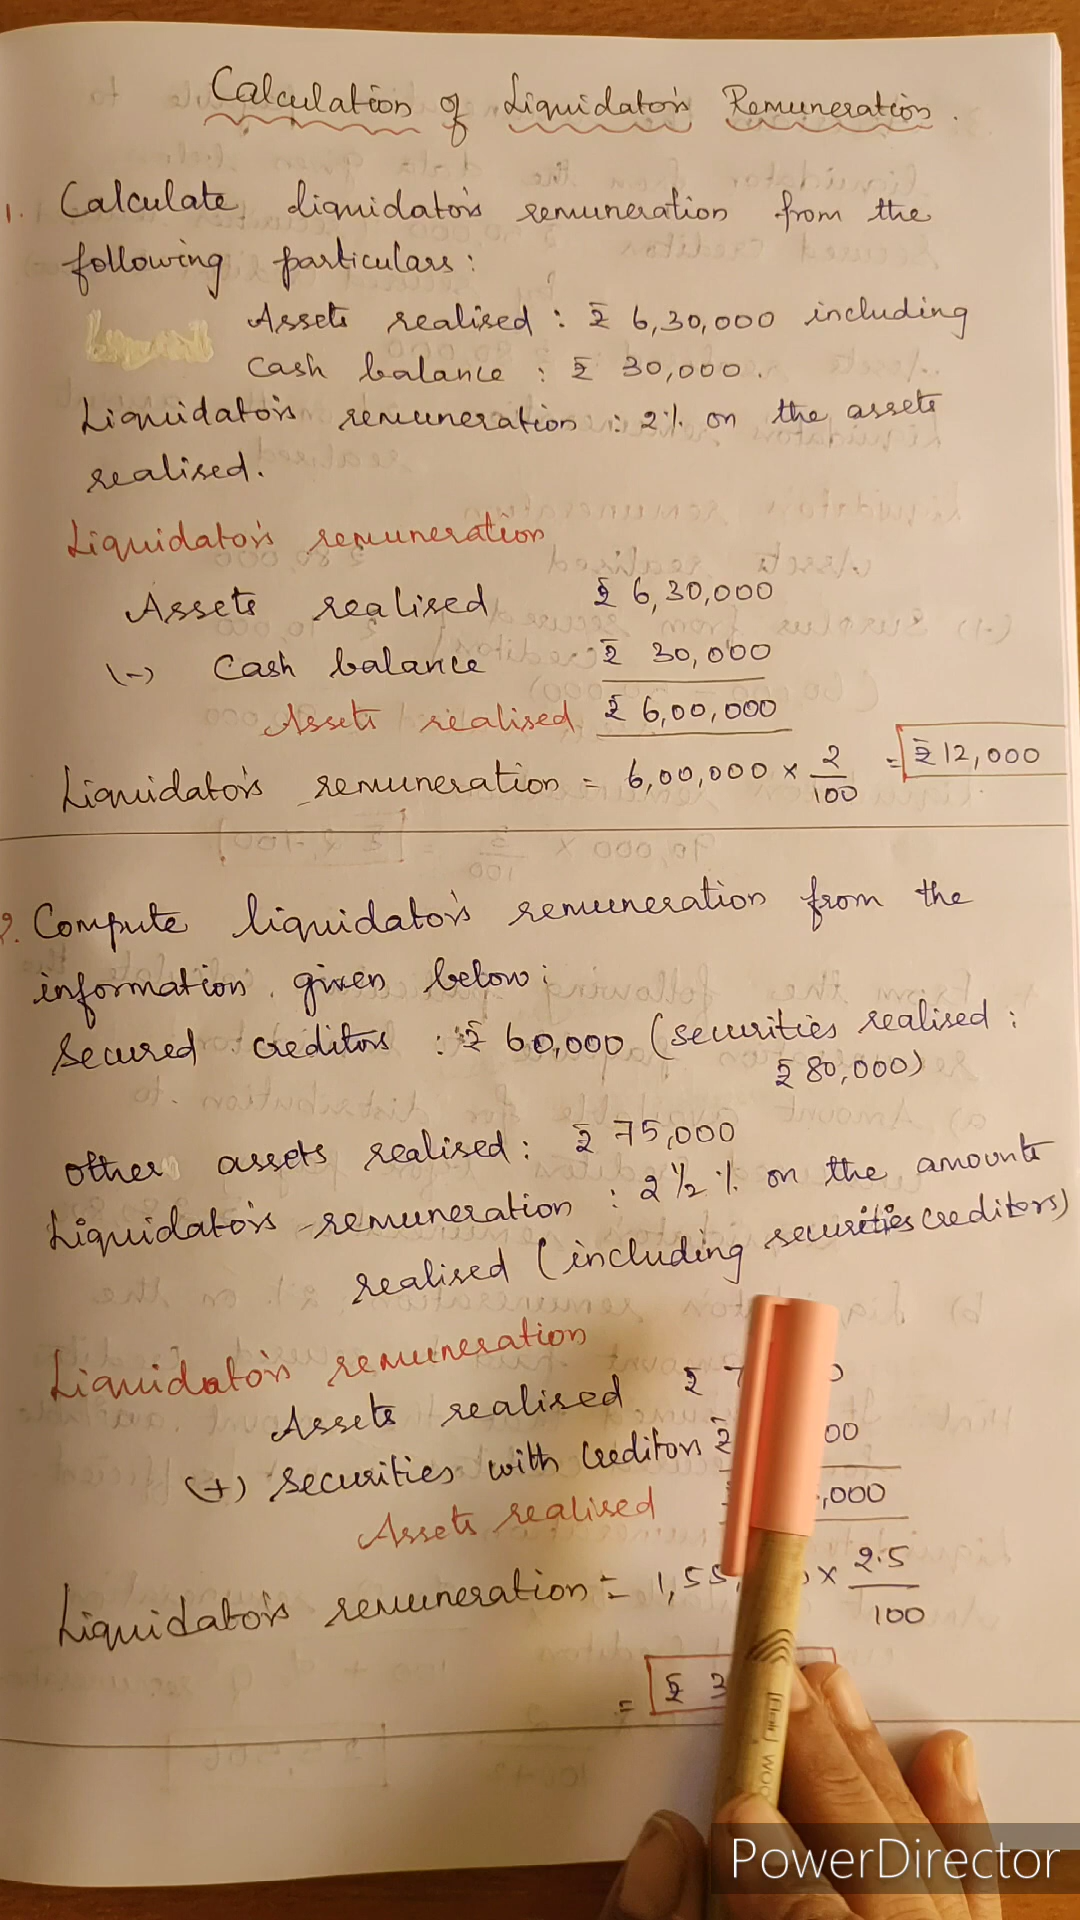 Calculation of Liquidator's Remuneration.
1. Calculate liquidator's remuneration from the
following particulars:
Assets realised : ₹ 6,30,000 including
cash balance : ₹ 30,000.
Liquidator's remuneration : 2% on the assets
realised.
Liquidator's remuneration
Assets realised ₹ 6,30,000
(-) Cash balance ₹ 30,000
Assets realised ₹ 6,00,000
Liquidator's remuneration = 6,00,000 × 2/100 = ₹ 12,000
2. Compute liquidator's remuneration from the
information given below:
Secured creditors : ₹ 60,000 (securities realised :
₹ 80,000)
Other assets realised : ₹ 75,000
Liquidator's remuneration : 2 1/2 % on the amounts
realised (including securities creditors)
Liquidator's remuneration
Assets realised ₹
(+) Securities with Creditors ₹
Assets realised ,000
Liquidator's remuneration = 1,55, × 2.5/100
= ₹
PowerDirector